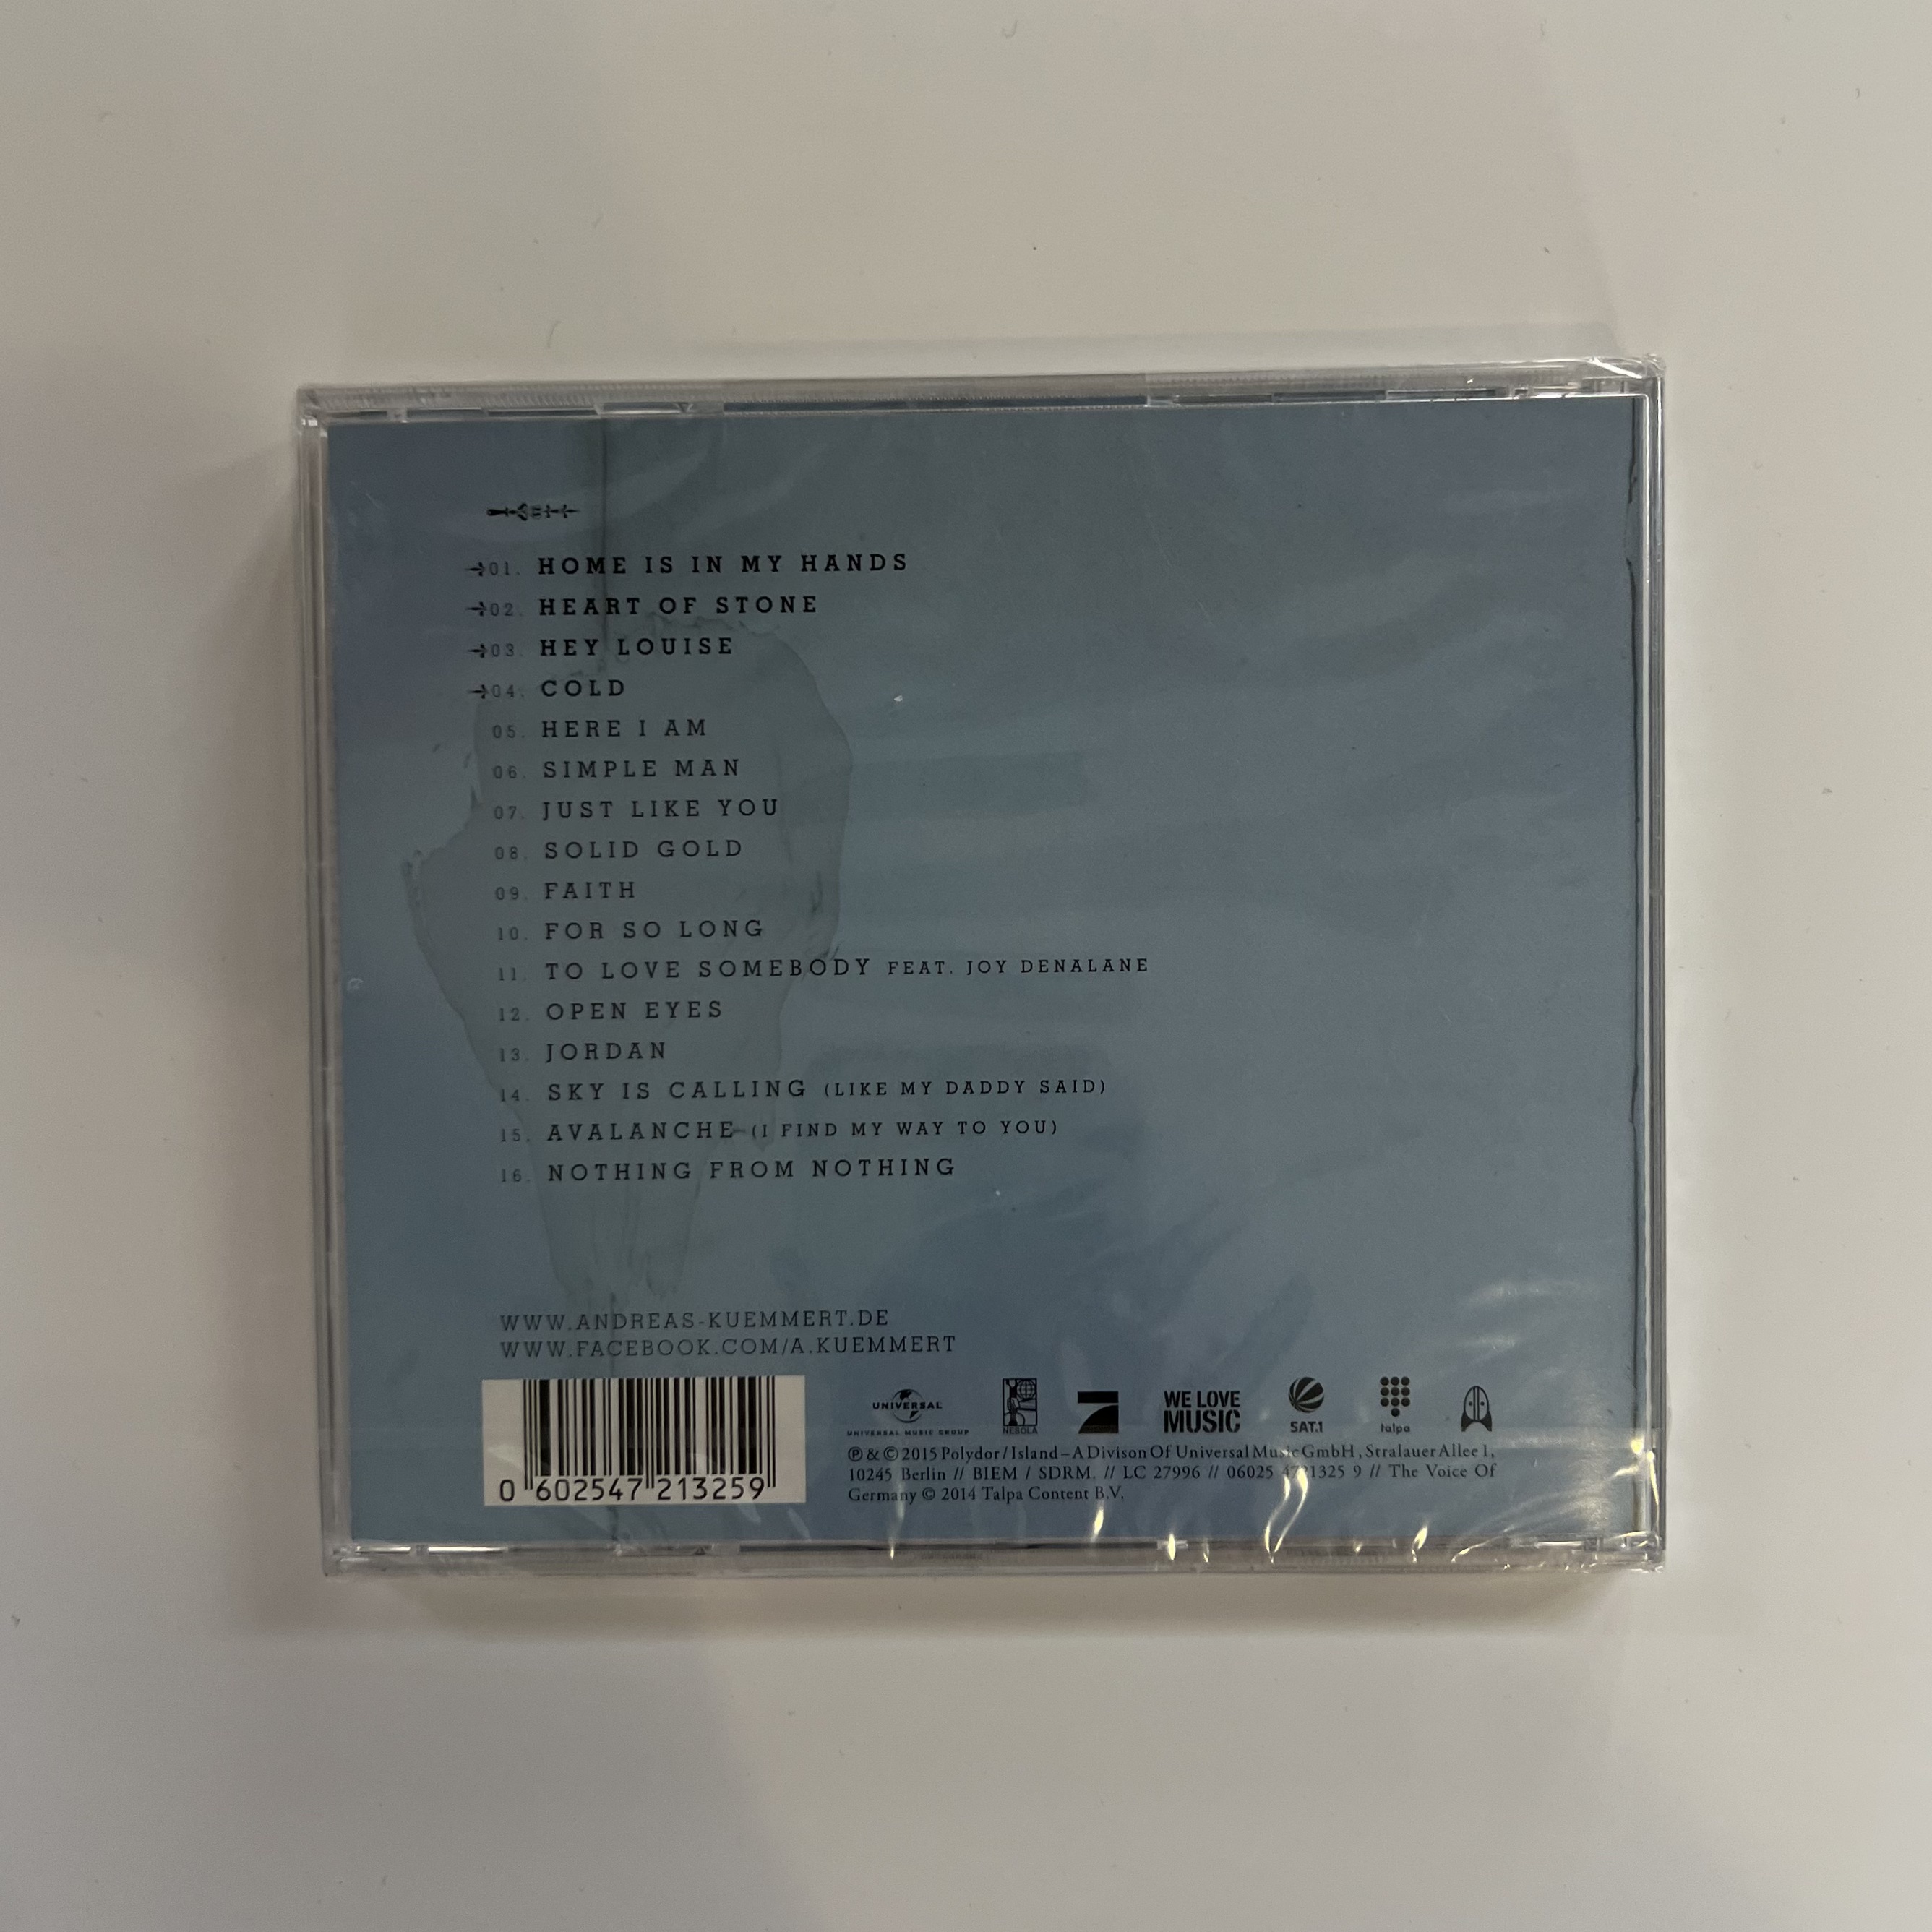 01. HOME IS IN MY HANDS
02. HEART OF STONE
03. HEY LOUISE
04. COLD
05. HERE I AM
06. SIMPLE MAN
07. JUST LIKE YOU
08. SOLID GOLD
09. FAITH
10. FOR SO LONG
11. TO LOVE SOMEBODY FEAT. JOY DENALANE
12. OPEN EYES
13. JORDAN
14. SKY IS CALLING (LIKE MY DADDY SAID)
15. AVALANCHE (I FIND MY WAY TO YOU)
16. NOTHING FROM NOTHING
WWW.ANDREAS-KUEMMERT.DE
WWW.FACEBOOK.COM/A.KUEMMERT
0 602547 213259
UNIVERSAL
UNIVERSAL MUSIC GROUP
NEBOLA
WE LOVE
MUSIC
SAT.1
talpa
℗ & © 2015 Polydor / Island – A Divison Of Universal Music GmbH, Stralauer Allee 1,
10245 Berlin // BIEM / SDRM. // LC 27996 // 06025 4721325 9 // The Voice Of
Germany © 2014 Talpa Content B.V.